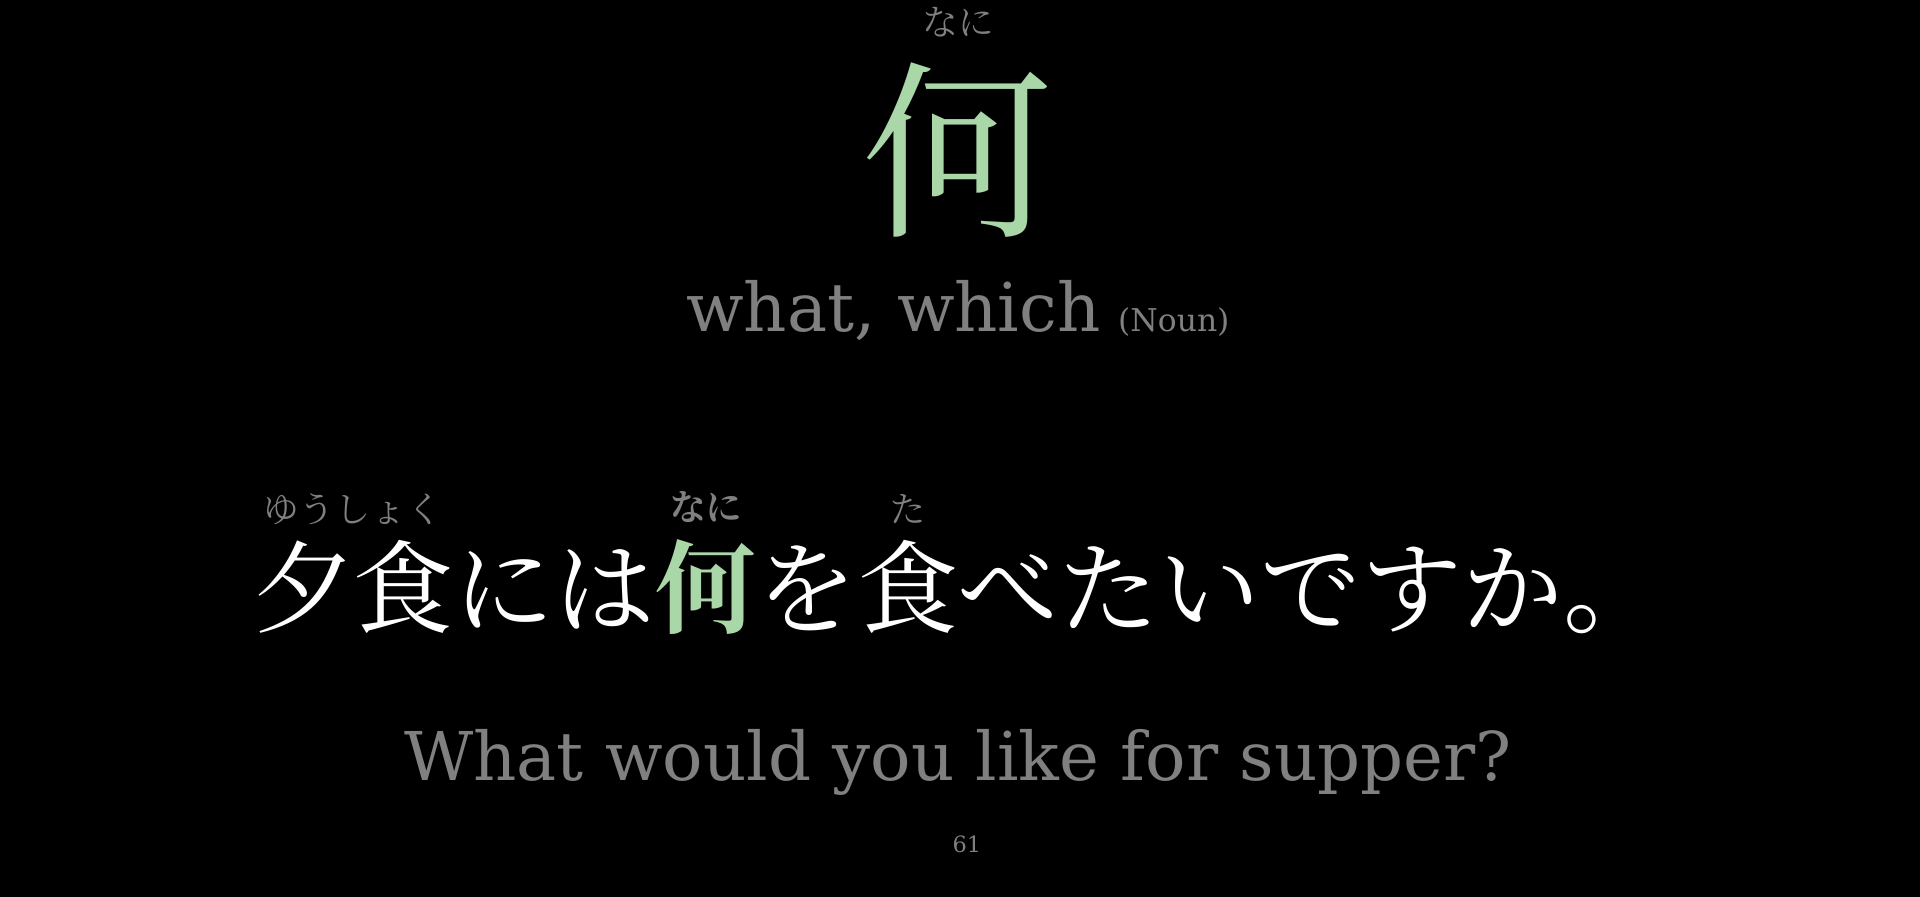 なに
何
what, which (Noun)
ゆうしょく なに た
夕食には何を食べたいですか。
What would you like for supper?
61